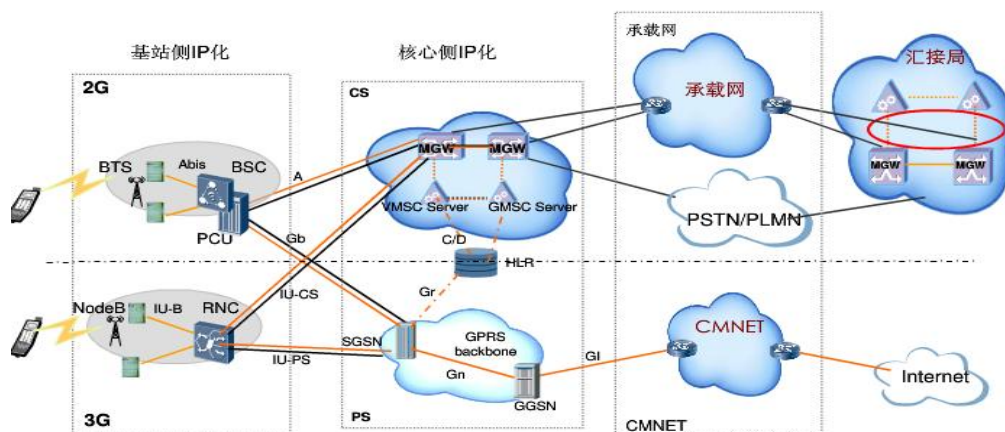 基站侧IP化
核心侧IP化
承载网
汇接局
2G
CS
承载网
MGW
MGW
MGW
MGW
BTS
Abis
BSC
A
PCU
VMSC Server
GMSC Server
PSTN/PLMN
Gb
C/D
HLR
IU-CS
Gr
NodeB
IU-B
RNC
SGSN
GPRS
backbone
CMNET
IU-PS
Gn
GI
Internet
GGSN
3G
PS
CMNET